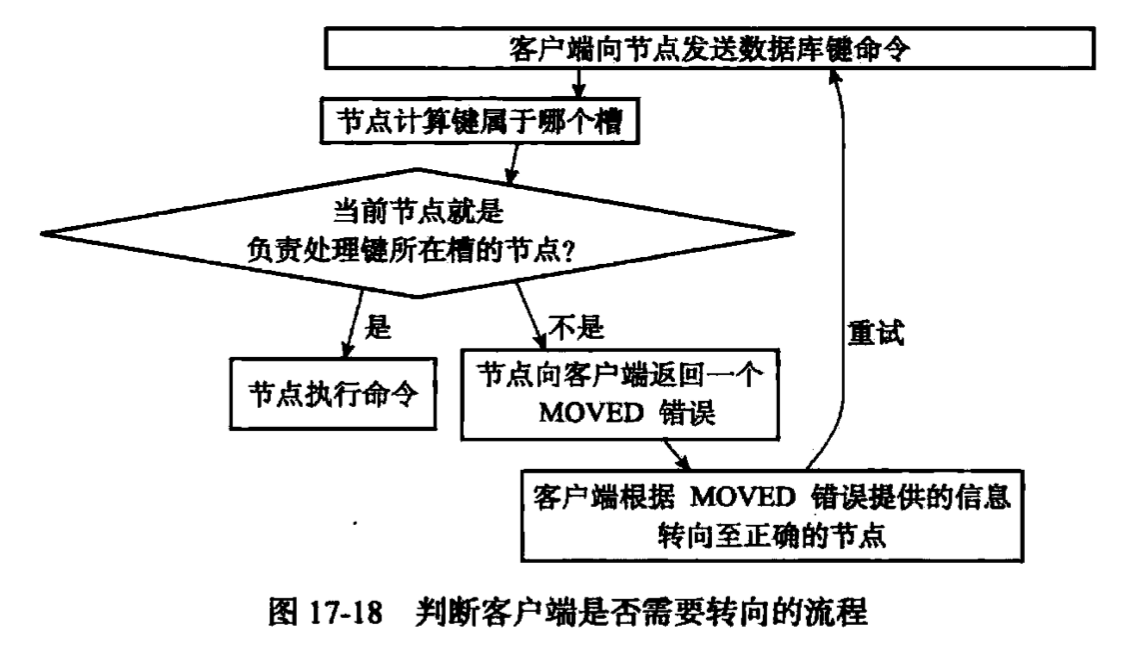 客户端向节点发送数据库键命令
节点计算键属于哪个槽
当前节点就是
负责处理键所在槽的节点?
是
不是
重试
节点执行命令
节点向客户端返回一个
MOVED 错误
客户端根据 MOVED 错误提供的信息
转向至正确的节点
图 17-18 判断客户端是否需要转向的流程